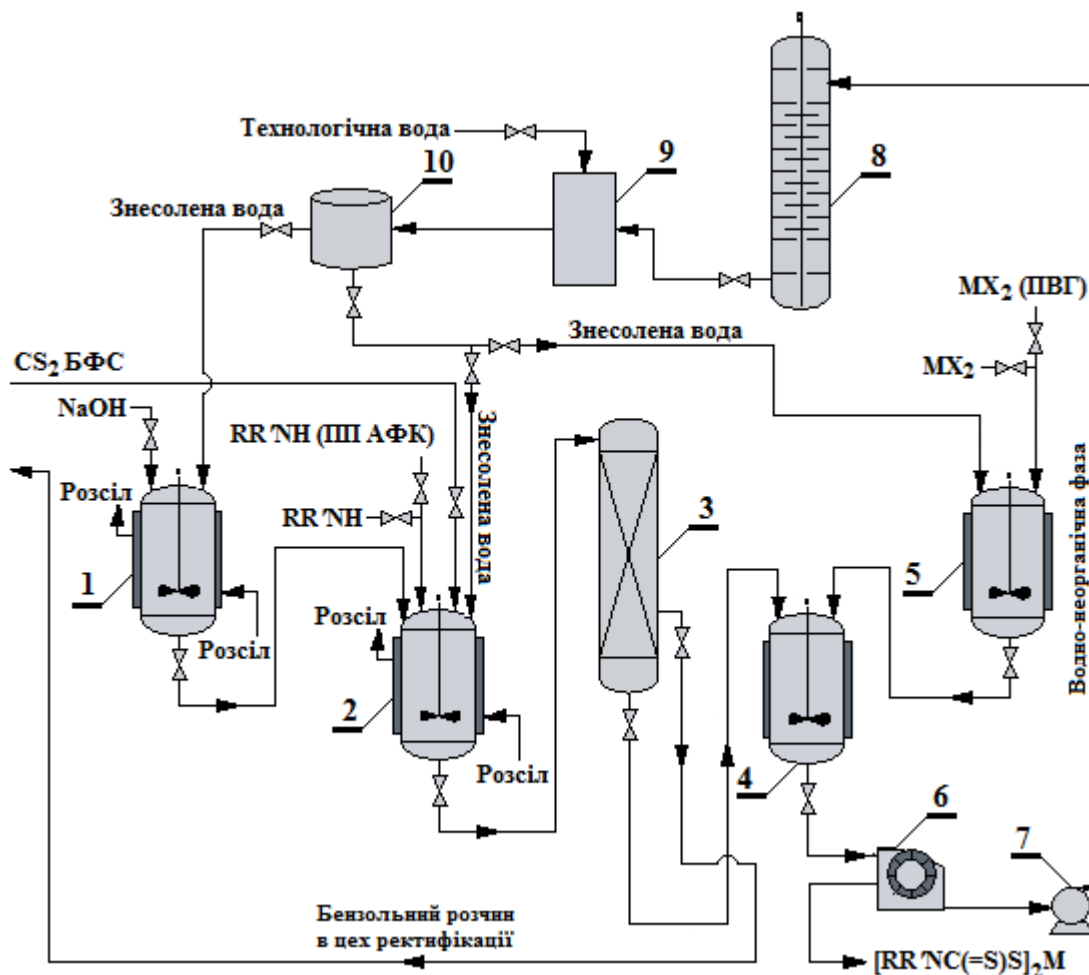 Технологічна вода
10
9
8
Знесолена вода
MX2 (ПВГ)
Знесолена вода
CS2 БФС
MX2
NaOH
RR'NH (ПП АФК)
Знесолена вода
Водно-неорганічна фаза
Розсіл
RR'NH
3
1
5
Розсіл
Розсіл
2
4
Розсіл
6
7
Бензольний розчин
в цех ректифікації
[RR'NC(=S)S]2M